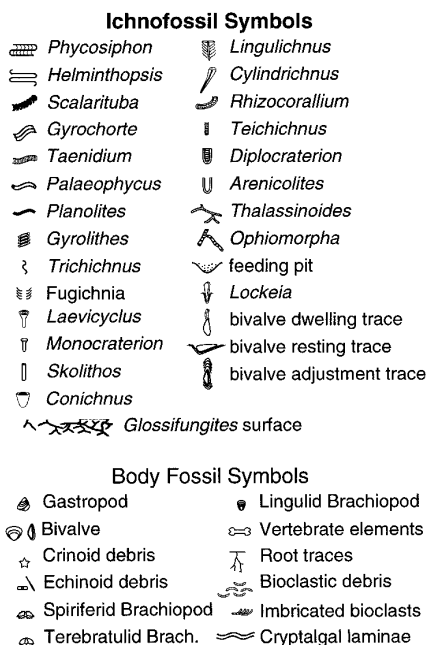 Ichnofossil Symbols
Phycosiphon
Lingulichnus
Helminthopsis
Cylindrichnus
Scalarituba
Rhizocorallium
Gyrochorte
Teichichnus
Taenidium
Diplocraterion
Palaeophycus
Arenicolites
Planolites
Thalassinoides
Gyrolithes
Ophiomorpha
Trichichnus
feeding pit
Fugichnia
Lockeia
Laevicyclus
bivalve dwelling trace
Monocraterion
bivalve resting trace
Skolithos
bivalve adjustment trace
Conichnus
Glossifungites surface
Body Fossil Symbols
Gastropod
Lingulid Brachiopod
Bivalve
Vertebrate elements
Crinoid debris
Root traces
Echinoid debris
Bioclastic debris
Spiriferid Brachiopod
Imbricated bioclasts
Terebratulid Brach.
Cryptalgal laminae